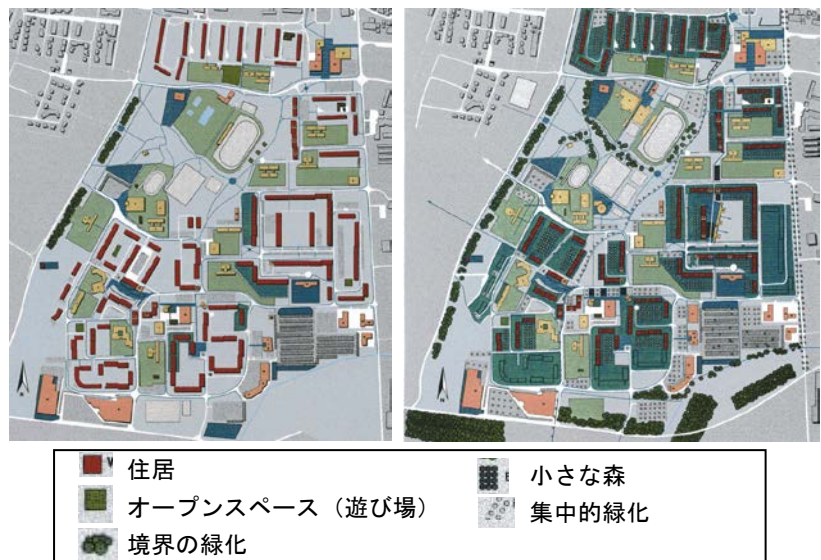 住居
オープンスペース（遊び場）
境界の緑化
小さな森
集中的緑化